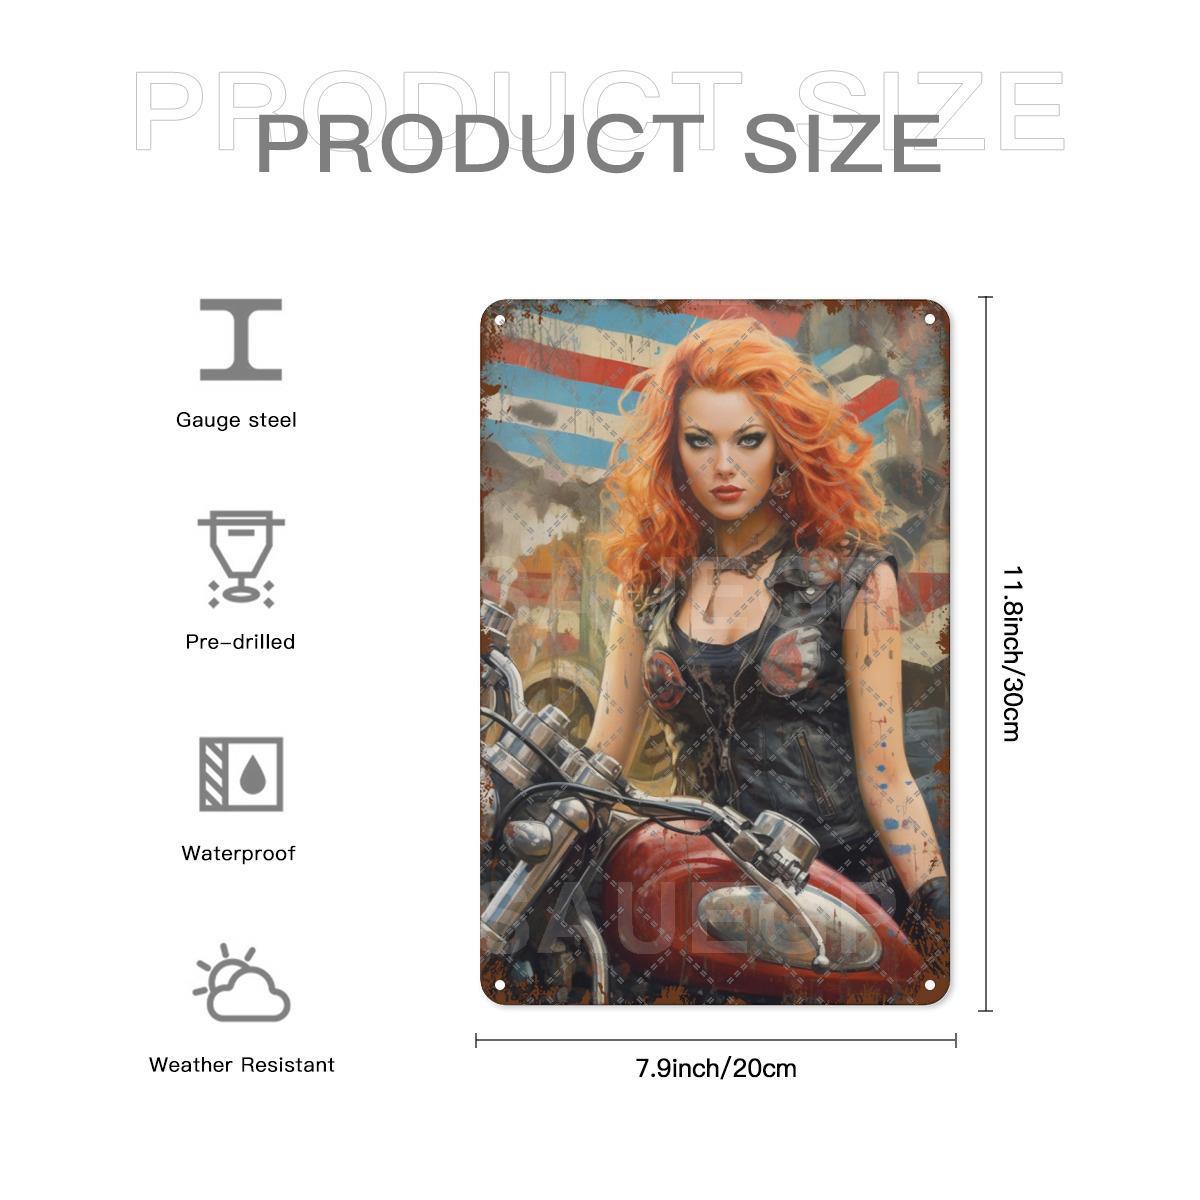 PRODUCT SIZE
PRODUCT SIZE
Gauge steel
Pre-drilled
Waterproof
Weather Resistant
11.8inch/30cm
7.9inch/20cm